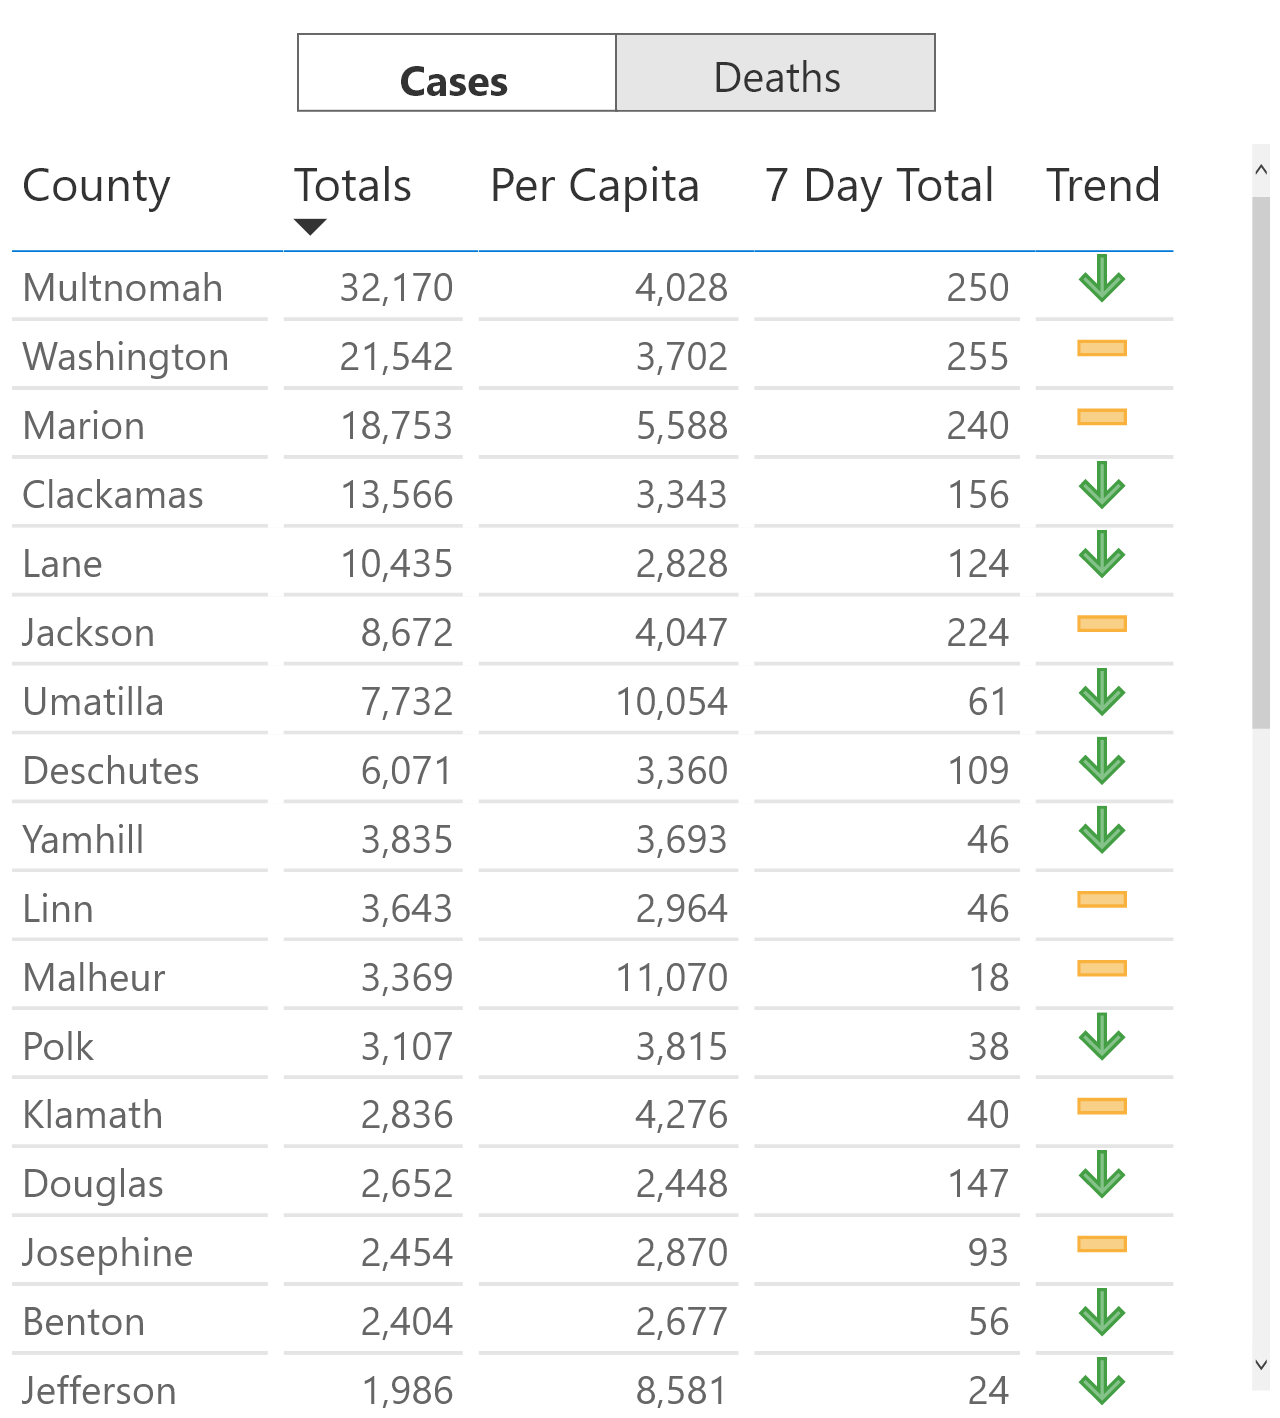 Cases Deaths
County Totals Per Capita 7 Day Total Trend
Multnomah 32,170 4,028 250
Washington 21,542 3,702 255
Marion 18,753 5,588 240
Clackamas 13,566 3,343 156
Lane 10,435 2,828 124
Jackson 8,672 4,047 224
Umatilla 7,732 10,054 61
Deschutes 6,071 3,360 109
Yamhill 3,835 3,693 46
Linn 3,643 2,964 46
Malheur 3,369 11,070 18
Polk 3,107 3,815 38
Klamath 2,836 4,276 40
Douglas 2,652 2,448 147
Josephine 2,454 2,870 93
Benton 2,404 2,677 56
Jefferson 1,986 8,581 24